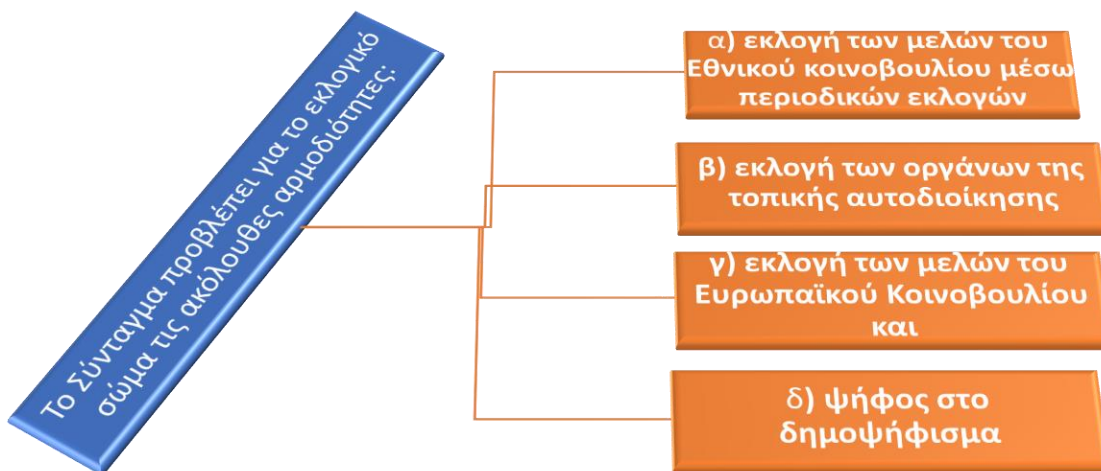 Το Σύνταγμα προβλέπει για το εκλογικό
σώμα τις ακόλουθες αρμοδιότητες:
α) εκλογή των μελών του
Εθνικού κοινοβουλίου μέσω
περιοδικών εκλογών
β) εκλογή των οργάνων της
τοπικής αυτοδιοίκησης
γ) εκλογή των μελών του
Ευρωπαϊκού Κοινοβουλίου
και
δ) ψήφος στο
δημοψήφισμα